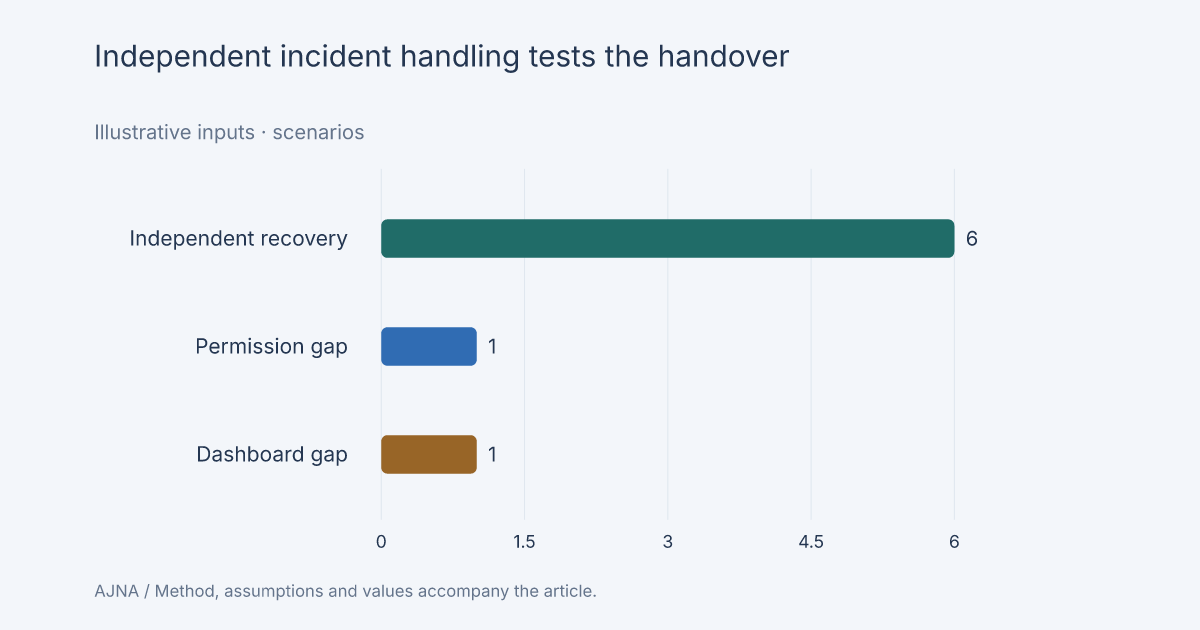 Independent incident handling tests the handover
Illustrative inputs · scenarios
Independent recovery
6
Permission gap
1
Dashboard gap
1
0 1.5 3 4.5 6
AJNA / Method, assumptions and values accompany the article.